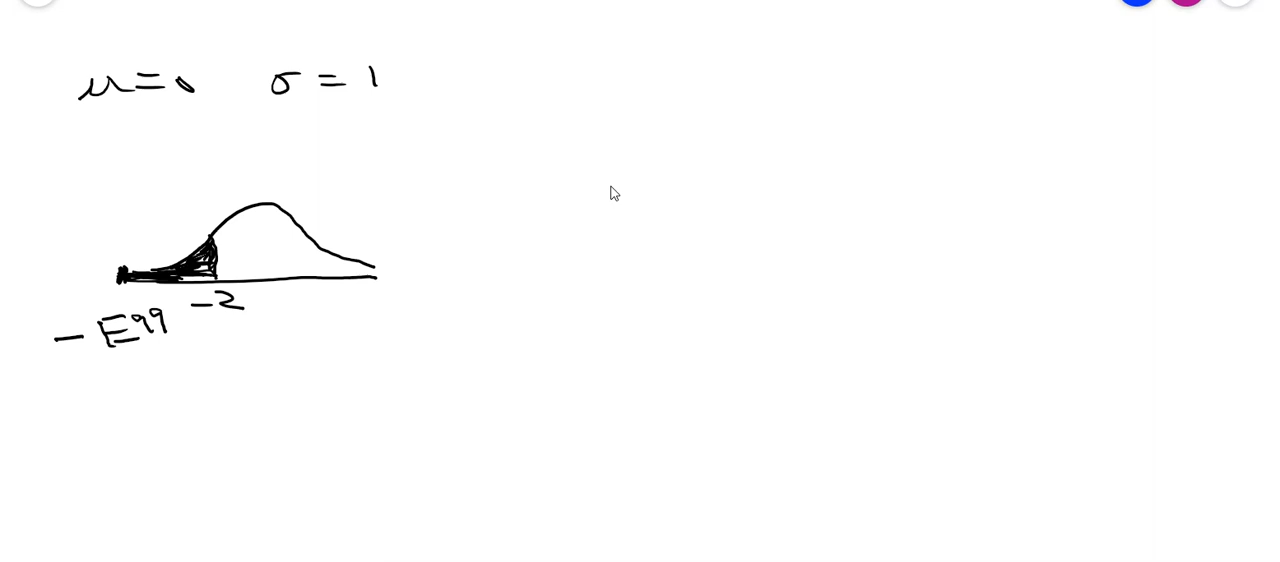 μ = 0 σ = 1
-2
- E99